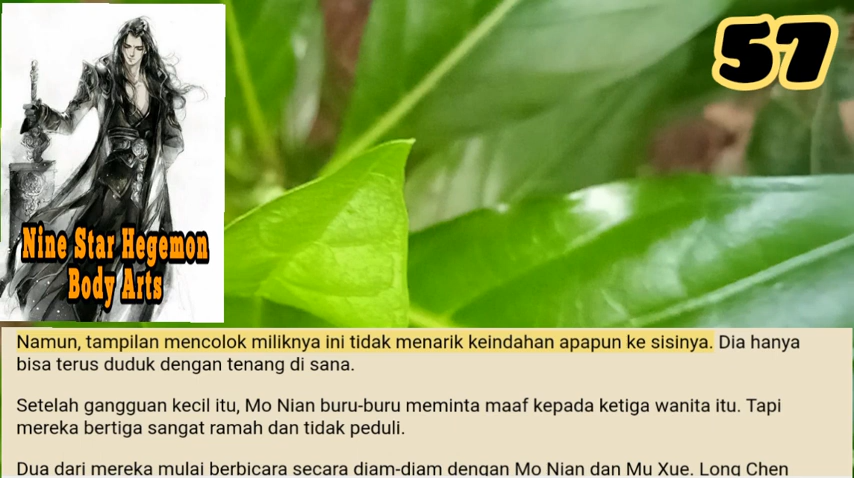 57
Nine Star Hegemon
Body Arts
Namun, tampilan mencolok miliknya ini tidak menarik keindahan apapun ke sisinya. Dia hanya
bisa terus duduk dengan tenang di sana.
Setelah gangguan kecil itu, Mo Nian buru-buru meminta maaf kepada ketiga wanita itu. Tapi
mereka bertiga sangat ramah dan tidak peduli.
Dua dari mereka mulai berbicara secara diam-diam dengan Mo Nian dan Mu Xue. Long Chen